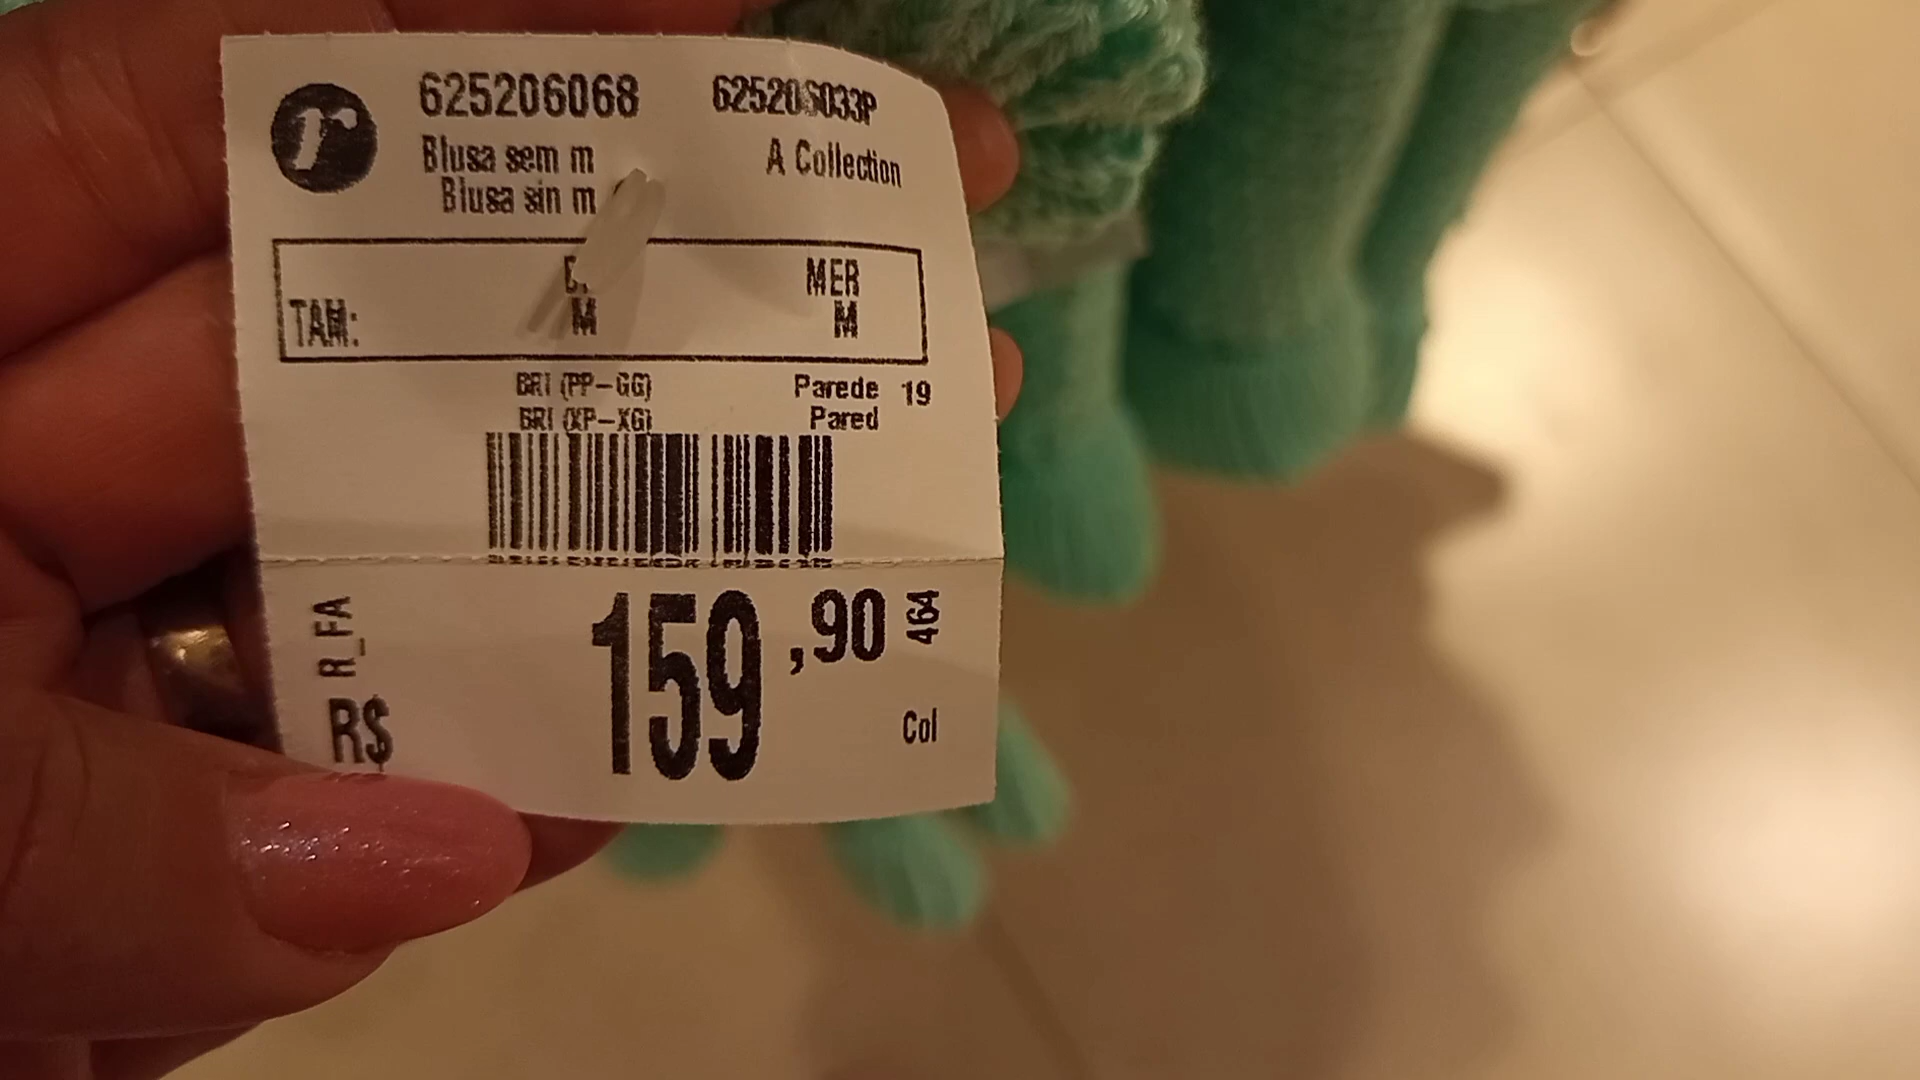 r
625206068 625206033P
Blusa sem m A Collection
Blusa sin m
MER
TAM: M M
BRI (PP-GG) Parede 19
BRI (XP-XG) Pared
R_FA
R$ 159,90 464
Col